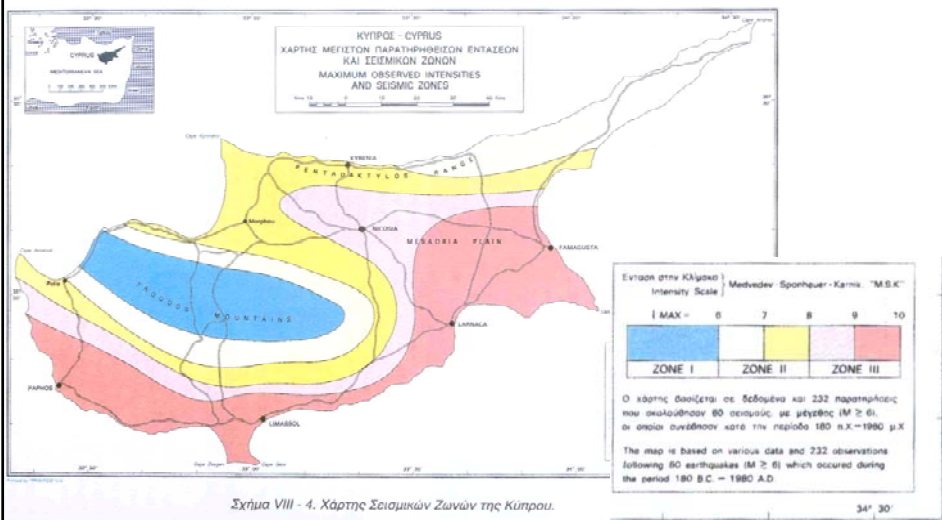 ΚΥΠΡΟΣ - CYPRUS
ΧΑΡΤΗΣ ΜΕΓΙΣΤΩΝ ΠΑΡΑΤΗΡΗΘΕΙΣΩΝ ΕΝΤΑΣΕΩΝ
ΚΑΙ ΣΕΙΣΜΙΚΩΝ ΖΩΝΩΝ
MAXIMUM OBSERVED INTENSITIES
AND SEISMIC ZONES
CYPRUS
MEDITERRANEAN SEA
KYRENIA
PENTADAKTYLOS RANGE
Morphou
NICOSIA
MESAORIA PLAIN
FAMAGUSTA
Polis
TROODOS
MOUNTAINS
LARNACA
PAPHOS
LIMASSOL
Ενταση στην Κλίμακα
Intensity Scale
Medvedev Sponheuer-Karnik. "M.S.K"
I MAX = 6 7 8 9 10
ZONE I ZONE II ZONE III
Ο χάρτης βασίζεται σε δεδομένα και 232 παρατηρήσεις
που ακολούθησαν 60 σεισμούς, με μέγεθος (M ≥ 6),
οι οποίοι συνέβησαν κατά την περίοδο 180 π.Χ.-1980 μ.Χ
The map is based on various data and 232 observations
following 60 earthquakes (M ≥ 6) which occured during
the period 180 B.C. - 1980 A.D
34° 30'
Σχήμα VIII - 4. Χάρτης Σεισμικών Ζωνών της Κύπρου.